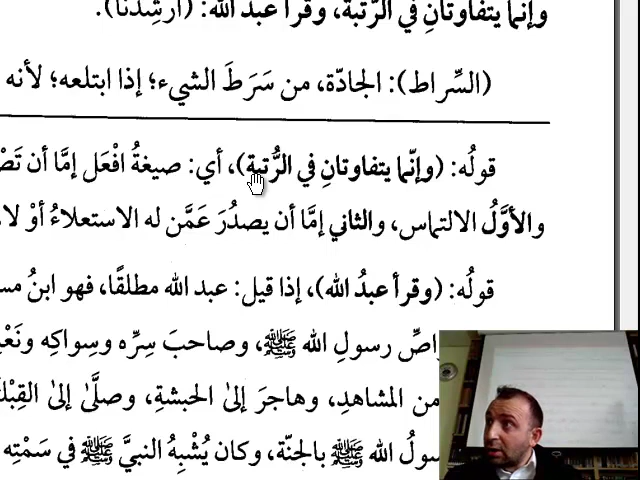 وإنما يتفاوتانِ في الرُّتبة، وقرأ عبد الله: (أرشِدْنا).
(السِّراط): الجادّة، من سَرَطَ الشيء؛ إذا ابتلعه؛ لأنه
قولُه: (وإنّما يتفاوتانِ في الرُّتبة)، أي: صيغةُ افْعَل إمَّا أن
والأوَّلُ الالتماس، والثاني إمَّا أن يصدُرَ عَمَّن له الاستعلاءُ أوْ
قولُه: (وقرأ عبدُ الله)، إذا قيل: عبد الله مطلقًا، فهو ابنُ
رسولِ الله ﷺ، وصاحبَ سِرِّه وسِواكِه
من المشاهدِ، وهاجرَ إلىٰ الحبشةِ، وصلَّىٰ إلىٰ
الله ﷺ بالجنّة، وكان يُشْبِهُ النبيَّ ﷺ في سَمْتِه